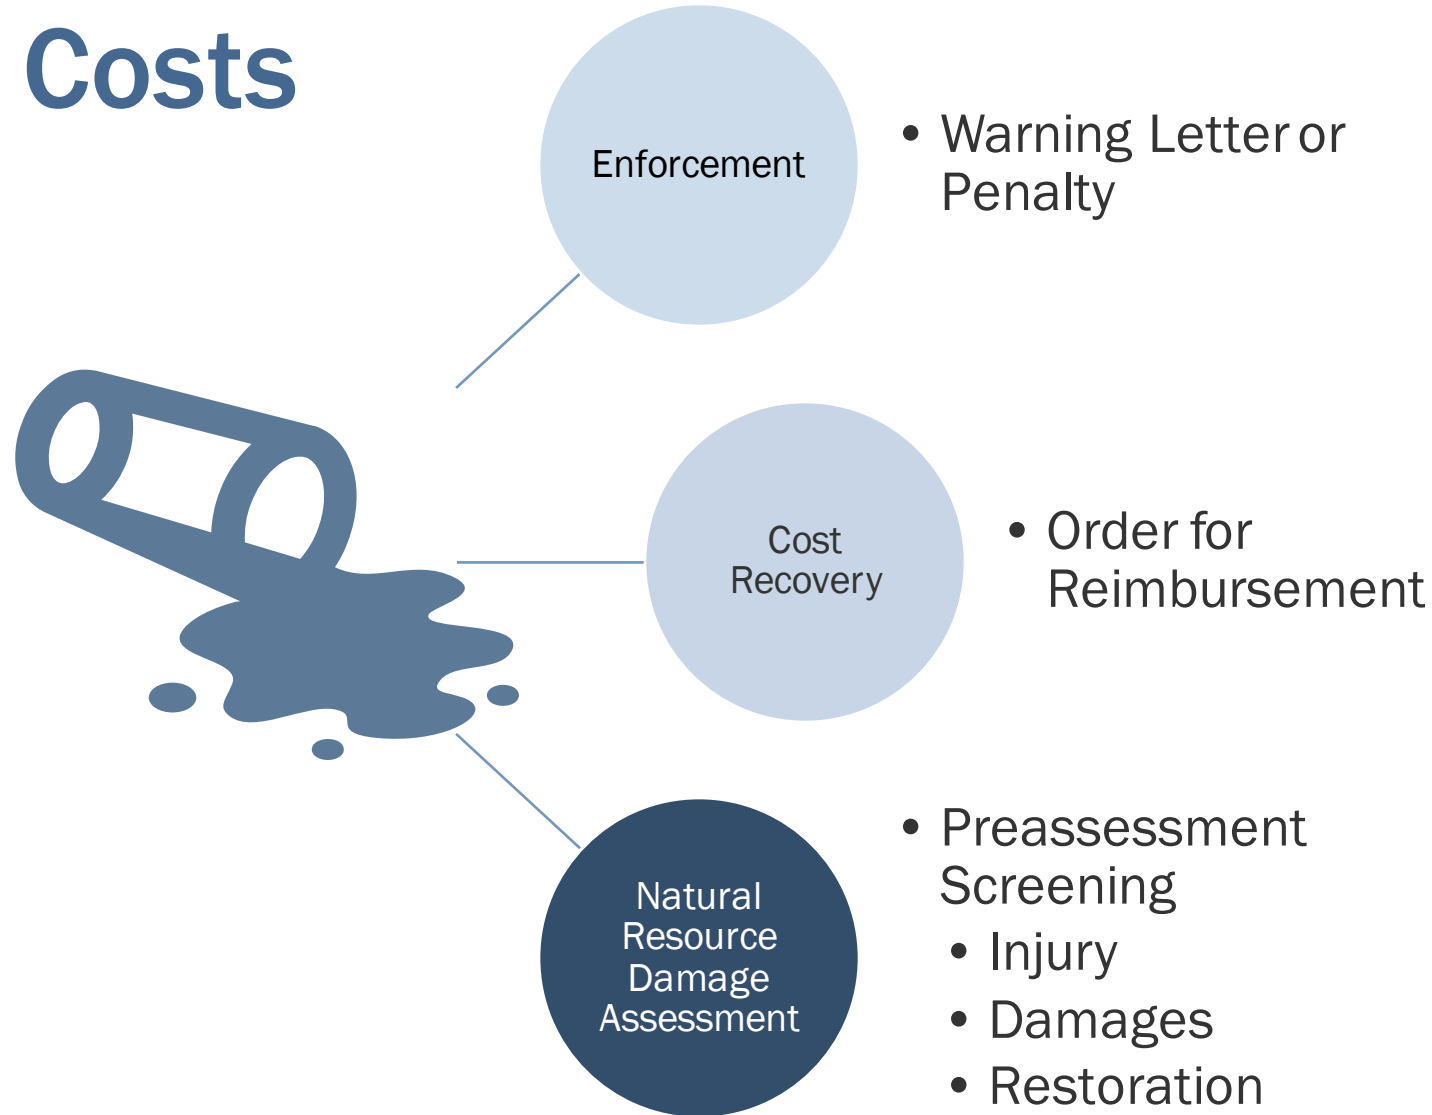 Costs
Enforcement
• Warning Letter or
Penalty
Cost
Recovery
• Order for
Reimbursement
Natural
Resource
Damage
Assessment
• Preassessment
Screening
• Injury
• Damages
• Restoration